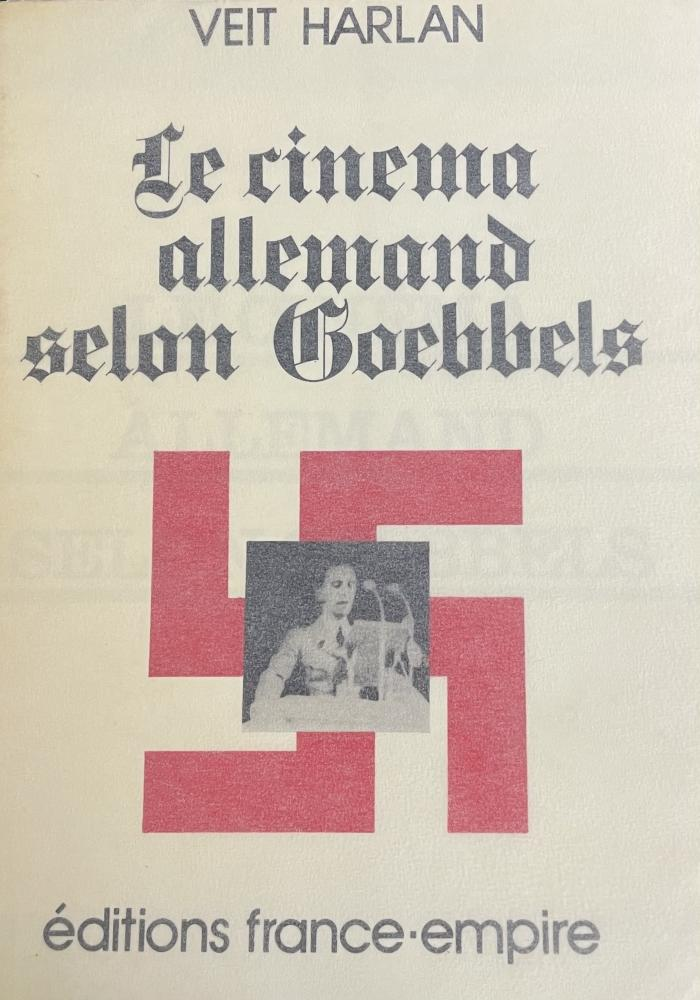 VEIT HARLAN
Le cinema
allemand
selon Goebbels
éditions france·empire